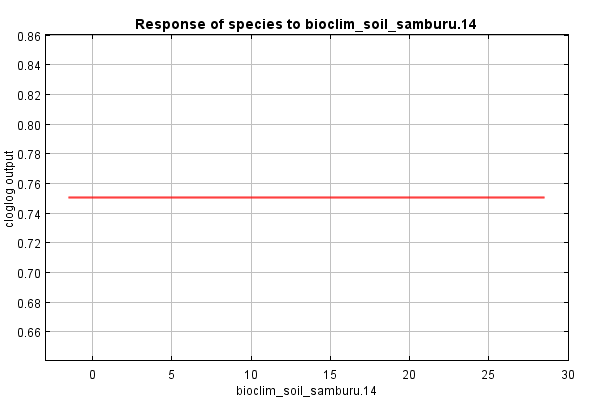 Response of species to bioclim_soil_samburu.14
0.86
0.84
0.82
0.80
0.78
0.76
0.74
0.72
0.70
0.68
0.66
cloglog output
0 5 10 15 20 25 30
bioclim_soil_samburu.14